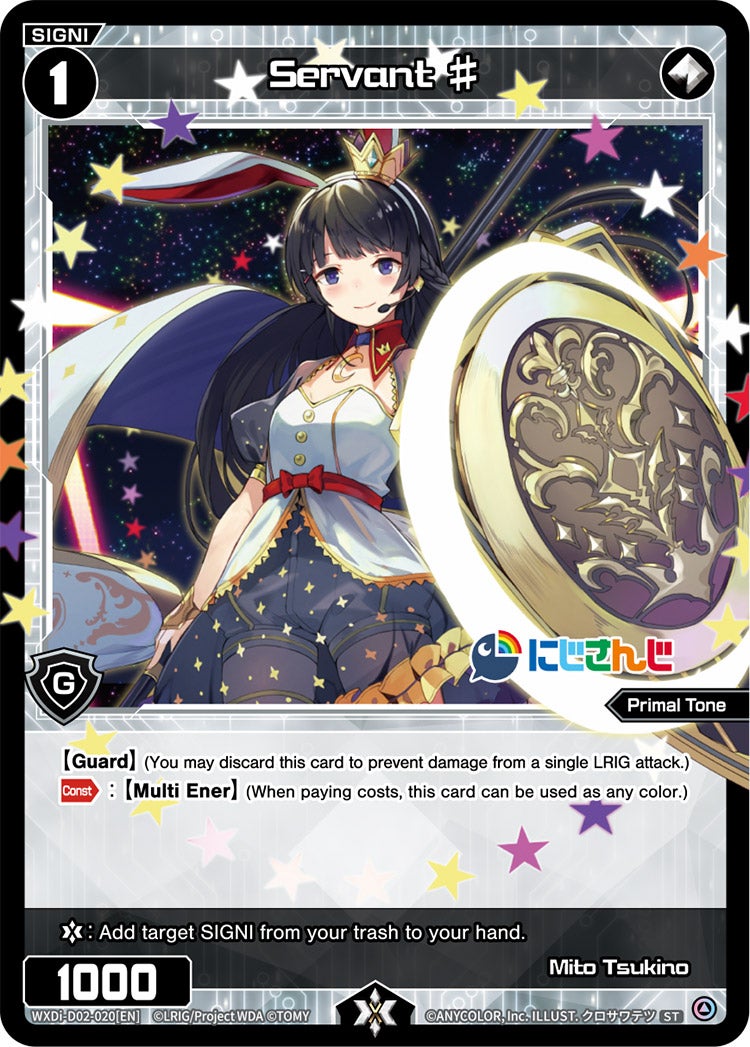 SIGNI
1
Servant #
にじさんじ
G
Primal Tone
【Guard】 (You may discard this card to prevent damage from a single LRIG attack.)
Const : 【Multi Ener】 (When paying costs, this card can be used as any color.)
: Add target SIGNI from your trash to your hand.
Mito Tsukino
1000
WXDi-D02-020[EN] ©LRIG/Project WDA ©TOMY ©ANYCOLOR, Inc. ILLUST. クロサワテツ ST